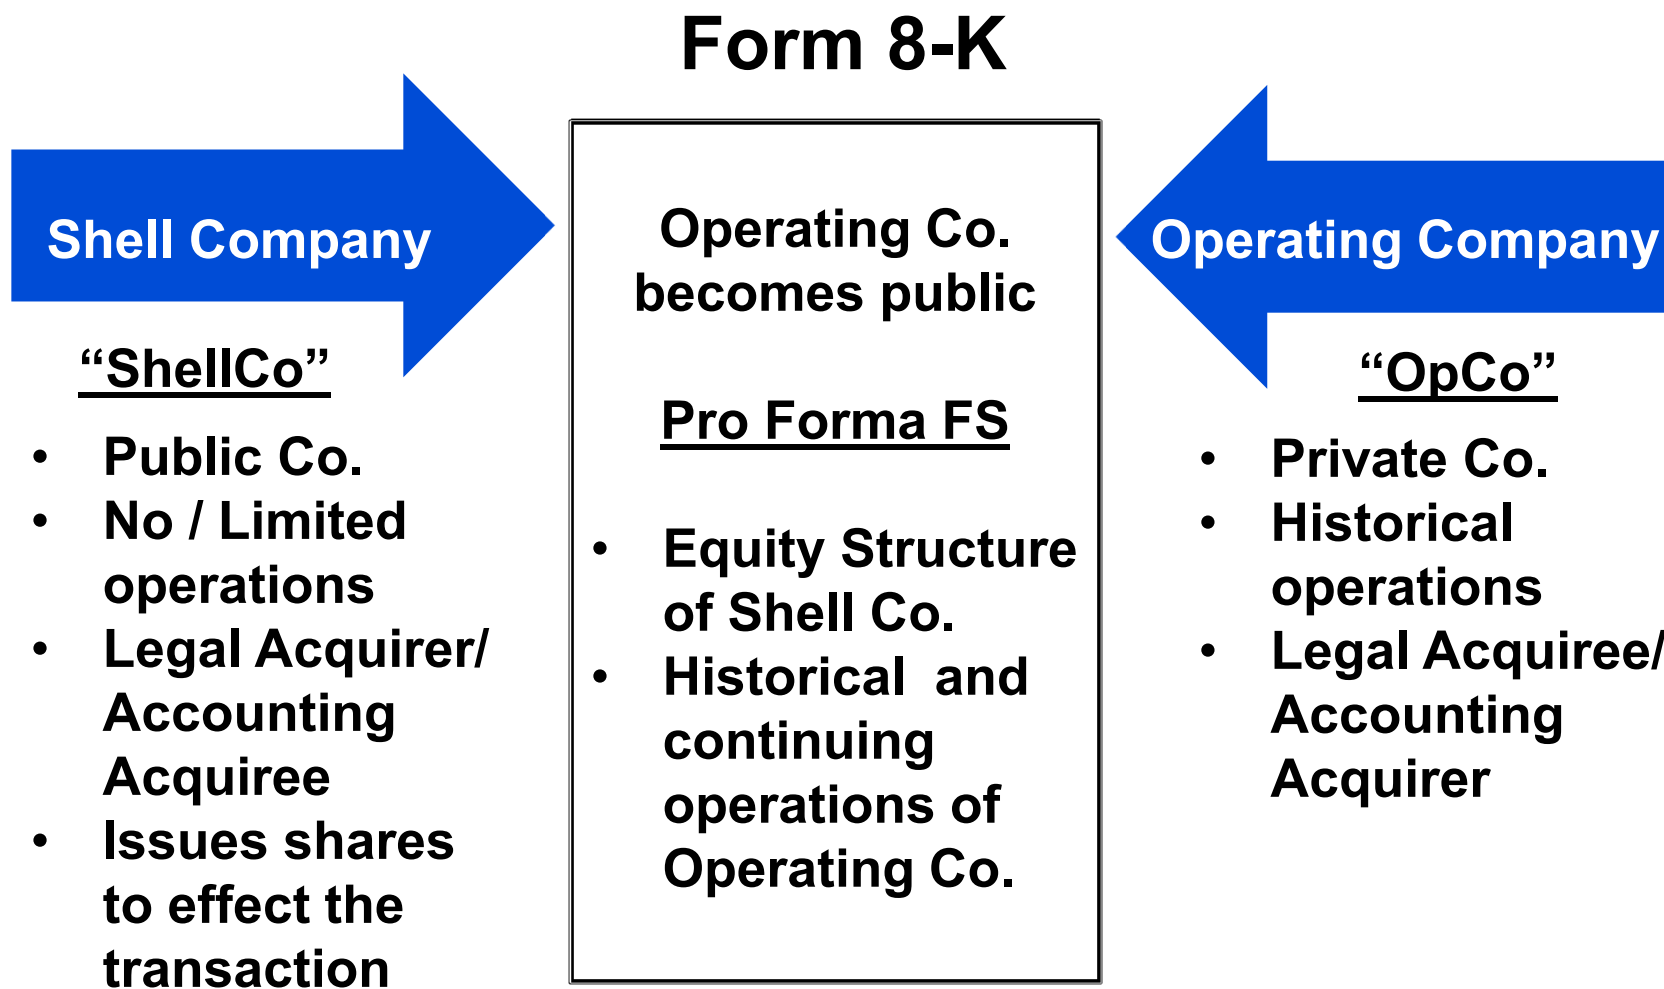 Form 8-K
Shell Company
“ShellCo”
• Public Co.
• No / Limited
operations
• Legal Acquirer/
Accounting
Acquiree
• Issues shares
to effect the
transaction
Operating Co.
becomes public
Pro Forma FS
• Equity Structure
of Shell Co.
• Historical and
continuing
operations of
Operating Co.
Operating Company
“OpCo”
• Private Co.
• Historical
operations
• Legal Acquiree/
Accounting
Acquirer